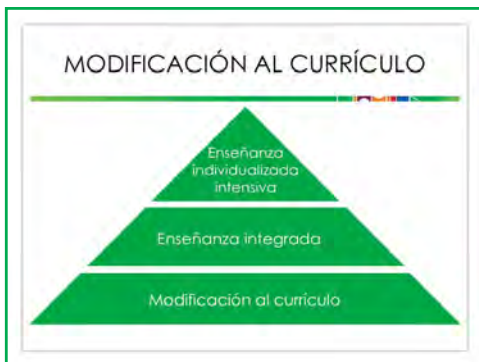 MODIFICACIÓN AL CURRÍCULO
Enseñanza
individualizada
intensiva
Enseñanza integrada
Modificación al currículo